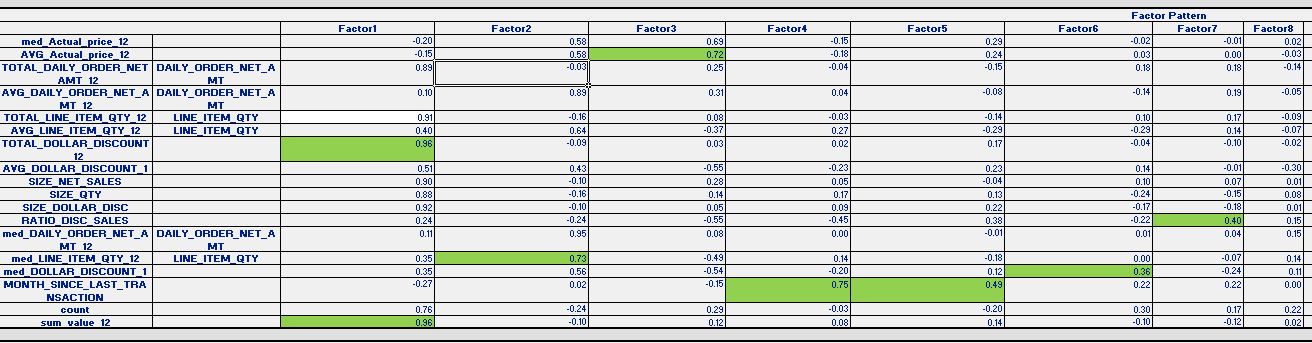 Factor Pattern
Factor1 Factor2 Factor3 Factor4 Factor5 Factor6 Factor7 Factor8
med_Actual_price_12 -0.20 0.58 0.69 -0.15 0.29 -0.02 -0.01 0.02
AVG_Actual_price_12 -0.15 0.58 0.72 -0.18 0.24 0.03 0.00 -0.03
TOTAL_DAILY_ORDER_NET DAILY_ORDER_NET_A 0.89 -0.03 0.25 -0.04 -0.15 0.18 0.18 -0.14
AMT_12 MT
AVG_DAILY_ORDER_NET_A DAILY_ORDER_NET_A 0.10 0.89 0.31 0.04 -0.08 -0.14 0.19 -0.05
MT_12 MT
TOTAL_LINE_ITEM_QTY_12 LINE_ITEM_QTY 0.91 -0.16 0.08 -0.03 -0.14 0.10 0.17 -0.09
AVG_LINE_ITEM_QTY_12 LINE_ITEM_QTY 0.40 0.64 -0.37 0.27 -0.29 -0.29 0.14 -0.07
TOTAL_DOLLAR_DISCOUNT 0.96 -0.09 0.03 0.02 0.17 -0.04 -0.10 -0.02
12
AVG_DOLLAR_DISCOUNT_1 0.51 0.43 -0.55 -0.23 0.23 0.14 -0.01 -0.30
SIZE_NET_SALES 0.90 -0.10 0.28 0.05 -0.04 0.10 0.07 0.01
SIZE_QTY 0.88 -0.16 0.14 0.17 0.13 -0.24 -0.15 0.08
SIZE_DOLLAR_DISC 0.92 -0.10 0.05 0.09 0.22 -0.17 -0.18 0.01
RATIO_DISC_SALES 0.24 -0.24 -0.55 -0.45 0.38 -0.22 0.40 0.15
med_DAILY_ORDER_NET_A DAILY_ORDER_NET_A 0.11 0.95 0.08 0.00 -0.01 0.01 0.04 0.15
MT_12 MT
med_LINE_ITEM_QTY_12 LINE_ITEM_QTY 0.35 0.73 -0.49 0.14 -0.18 0.00 -0.07 0.14
med_DOLLAR_DISCOUNT_1 0.35 0.56 -0.54 -0.20 0.12 0.36 -0.24 0.11
MONTH_SINCE_LAST_TRA -0.27 0.02 -0.15 0.75 0.49 0.22 0.22 0.00
NSACTION
count 0.76 -0.24 0.29 -0.03 -0.20 0.30 0.17 0.22
sum_value_12 0.96 -0.10 0.12 0.08 0.14 -0.10 -0.12 0.02